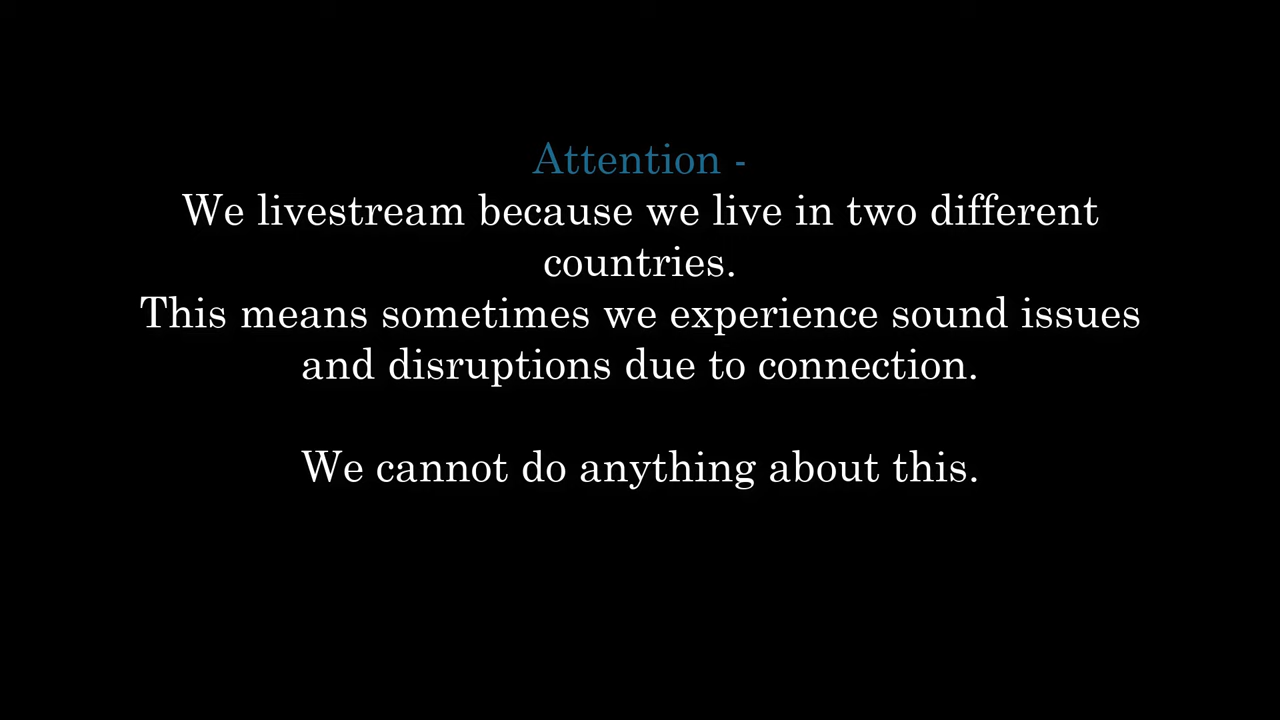 Attention -
We livestream because we live in two different
countries.
This means sometimes we experience sound issues
and disruptions due to connection.
We cannot do anything about this.